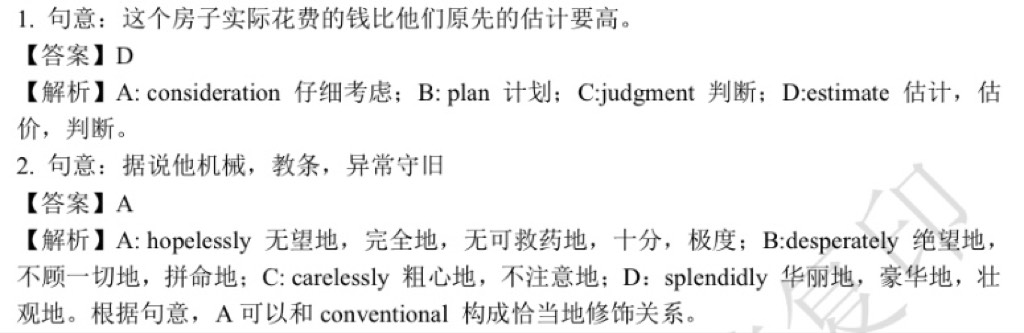 1. 句意：这个房子实际花费的钱比他们原先的估计要高。
【答案】D
【解析】A: consideration 仔细考虑；B: plan 计划；C:judgment 判断；D:estimate 估计，估
价，判断。
2. 句意：据说他机械，教条，异常守旧
【答案】A
【解析】A: hopelessly 无望地，完全地，无可救药地，十分，极度；B:desperately 绝望地，
不顾一切地，拼命地；C: carelessly 粗心地，不注意地；D：splendidly 华丽地，豪华地，壮
观地。根据句意，A 可以和 conventional 构成恰当地修饰关系。
复印